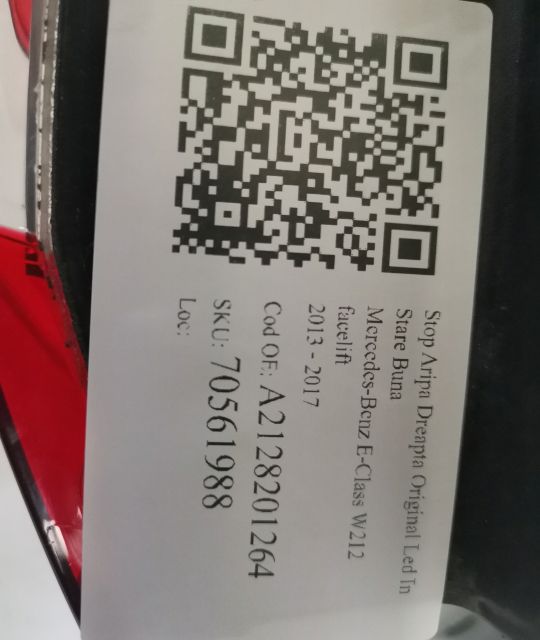 Stop Aripa Dreapta Original Led In
Stare Buna
Mercedes-Benz E-Class W212
facelift
2013 - 2017
Cod OE: A2128201264
SKU: 70561988
Loc: